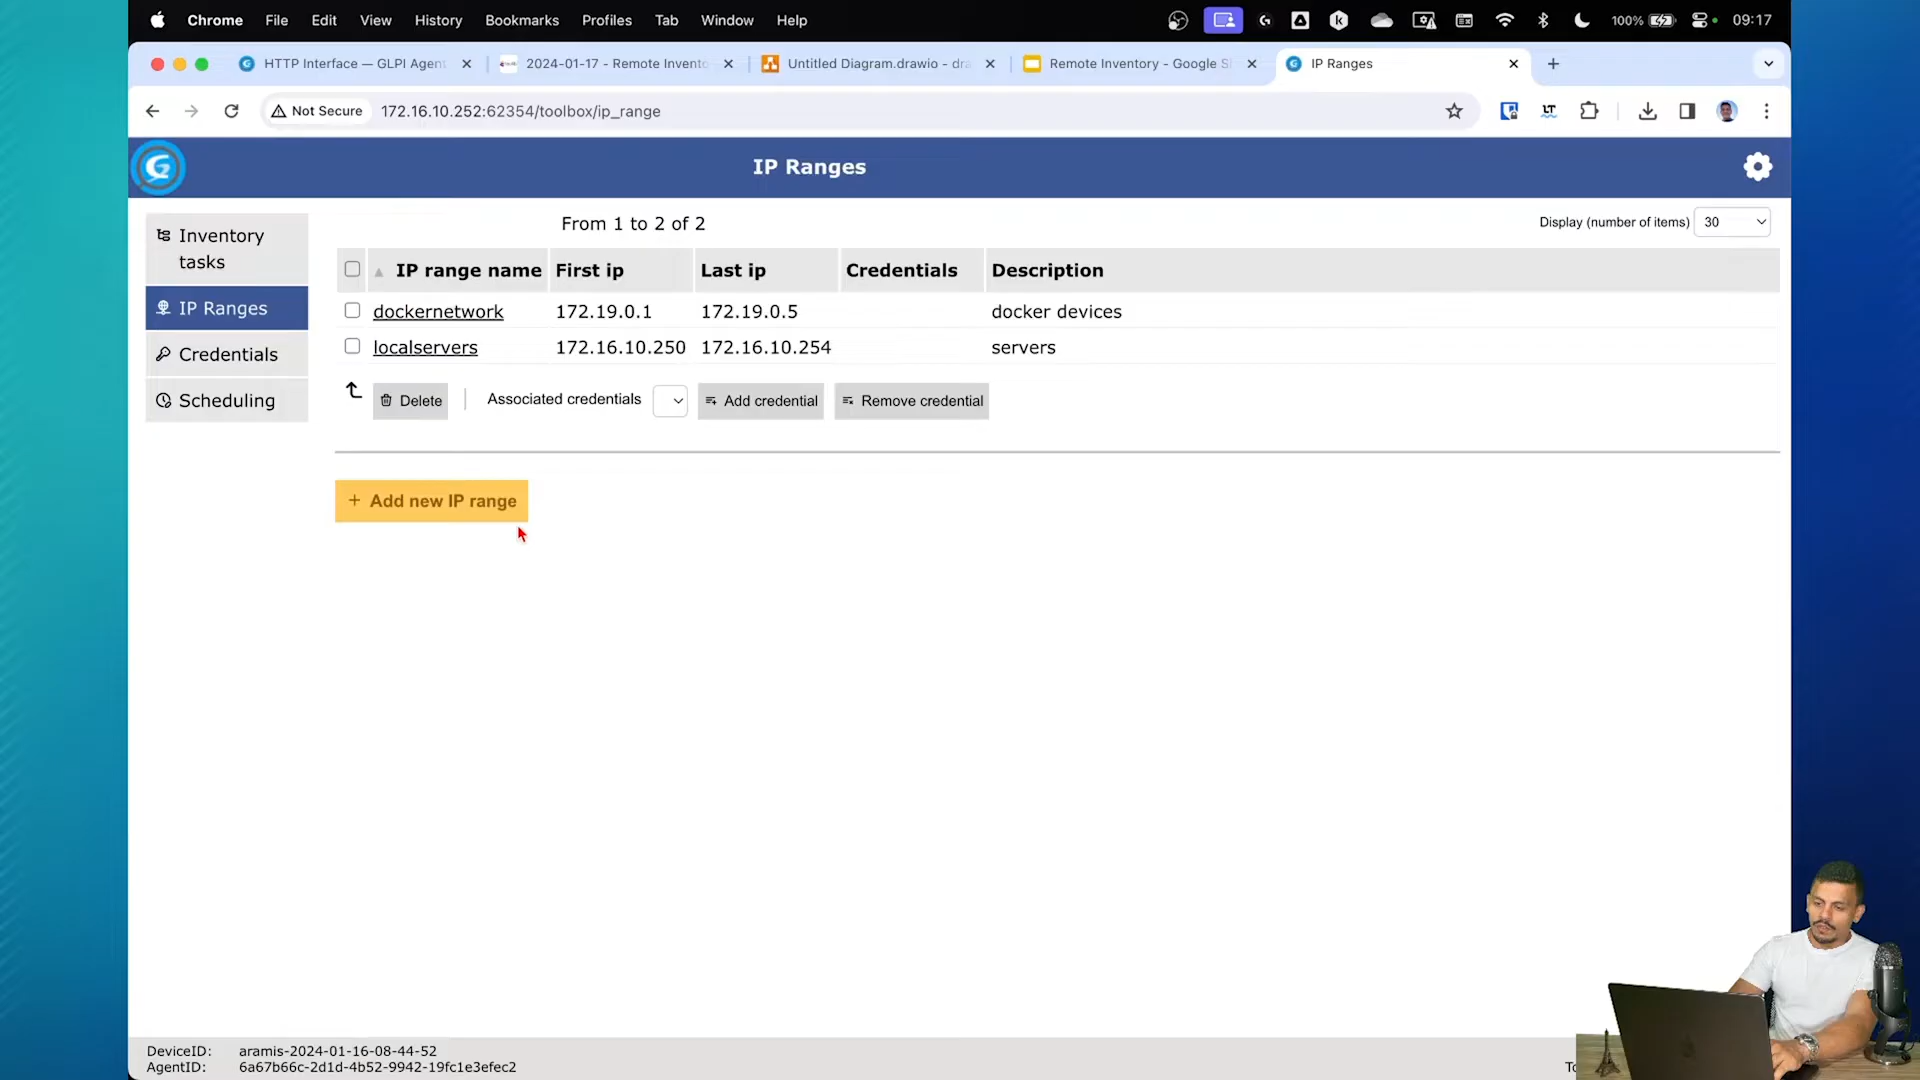 Chrome File Edit View History Bookmarks Profiles Tab Window Help 100% 09:17
HTTP Interface — GLPI Agent
2024-01-17 - Remote Invento
Untitled Diagram.drawio - dra
Remote Inventory - Google Sl
IP Ranges
Not Secure 172.16.10.252:62354/toolbox/ip_range
IP Ranges
Inventory
tasks
IP Ranges
Credentials
Scheduling
From 1 to 2 of 2
Display (number of items) 30
IP range name First ip Last ip Credentials Description
dockernetwork 172.19.0.1 172.19.0.5 docker devices
localservers 172.16.10.250 172.16.10.254 servers
Delete Associated credentials Add credential Remove credential
+ Add new IP range
DeviceID: aramis-2024-01-16-08-44-52
AgentID: 6a67b66c-2d1d-4b52-9942-19fc1e3efec2